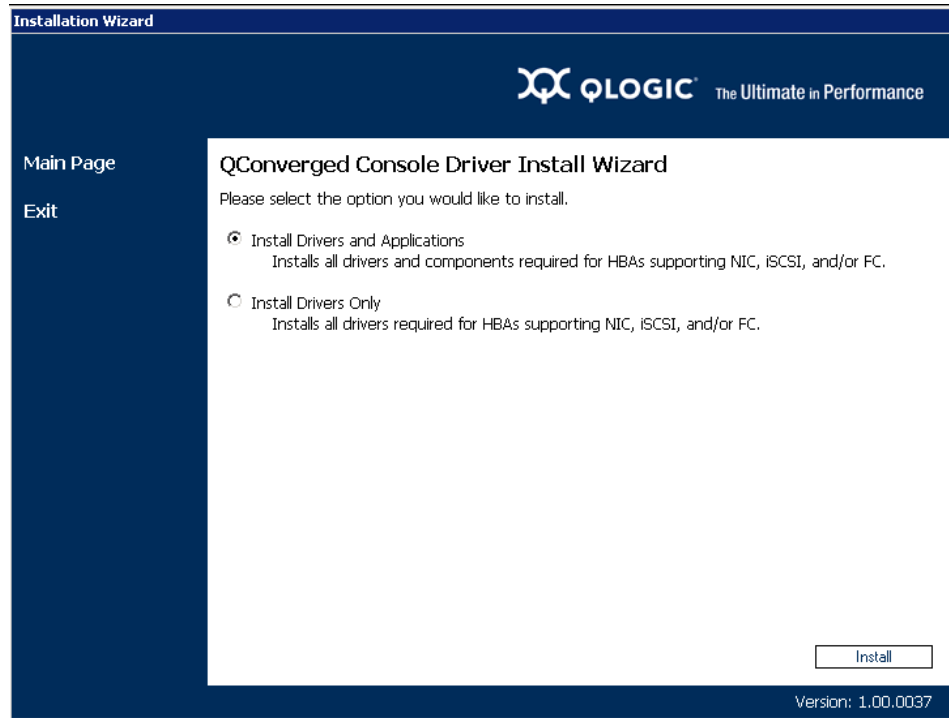 Installation Wizard
QLOGIC The Ultimate in Performance
Main Page
Exit
QConverged Console Driver Install Wizard
Please select the option you would like to install.
Install Drivers and Applications
Installs all drivers and components required for HBAs supporting NIC, iSCSI, and/or FC.
Install Drivers Only
Installs all drivers required for HBAs supporting NIC, iSCSI, and/or FC.
Install
Version: 1.00.0037